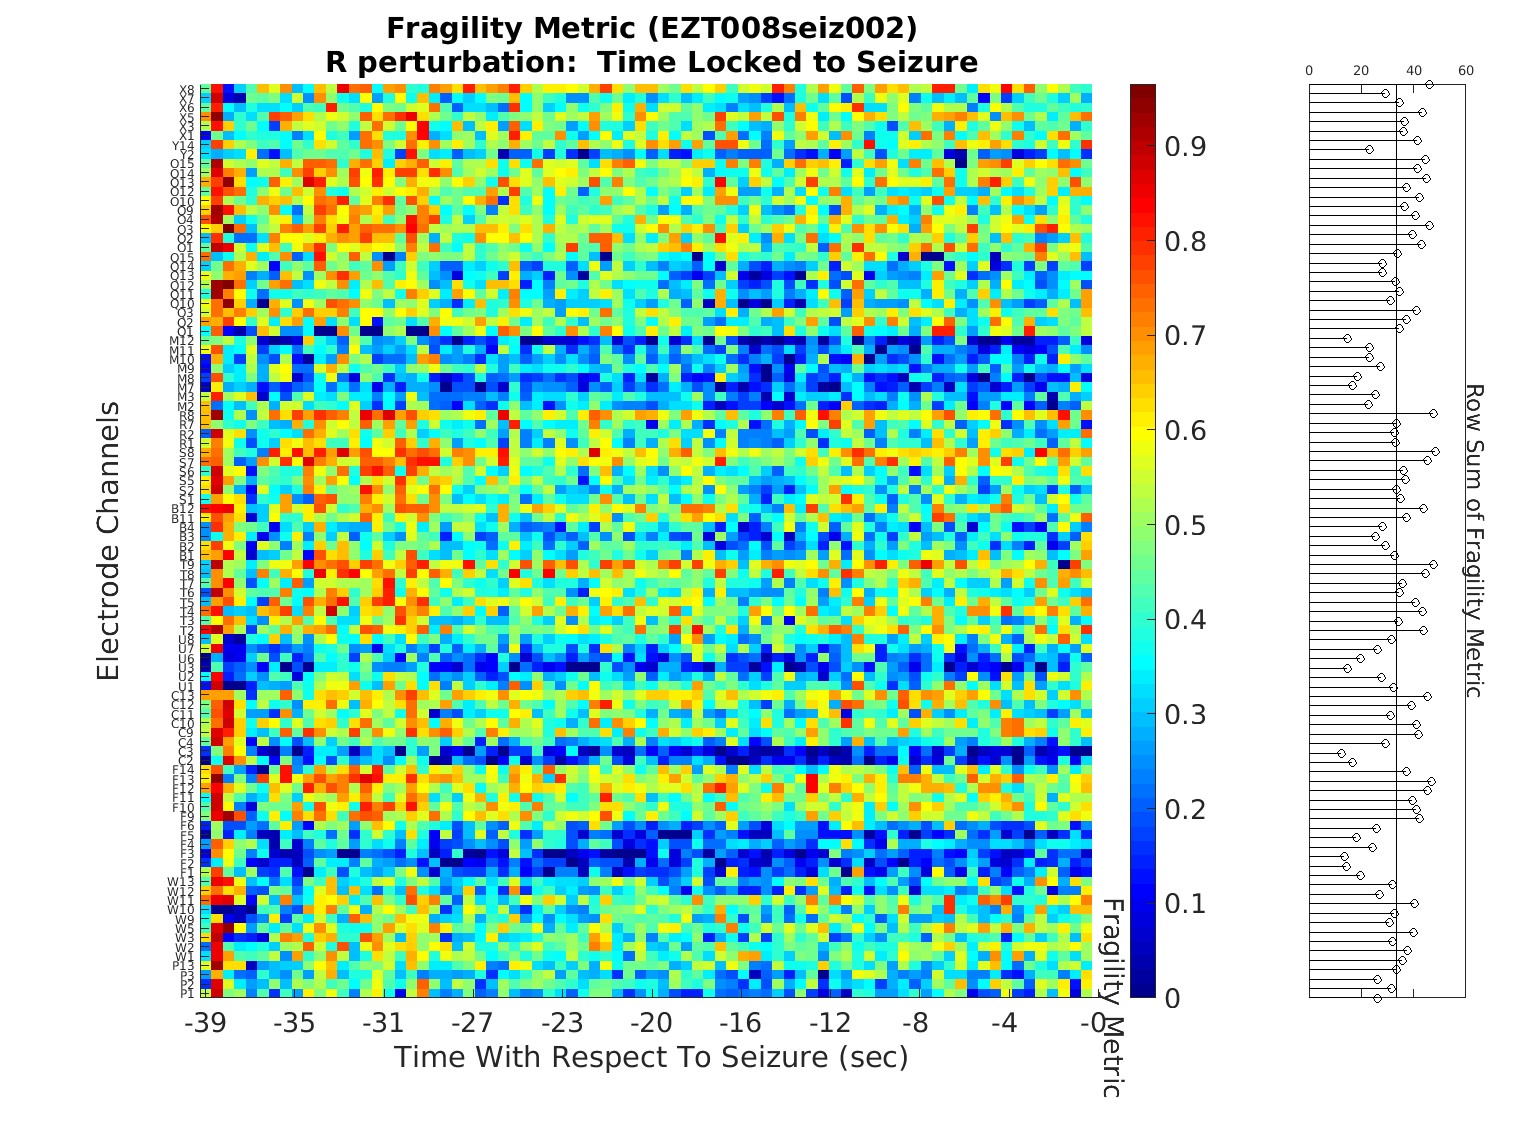 Fragility Metric (EZT008seiz002)
R perturbation:  Time Locked to Seizure
0 20 40 60
X8
X7
X6
X5
X3
X1
Y14
Y2
O15
O14
O13
O10
O9
O4
O3
O2
Q15
Q14
Q13
Q12
Q11
Q10
Q3
Q2
Q1
M12
M11
M10
M9
M8
M7
M3
M2
R8
R7
R2
R1
S8
S7
S6
S5
S2
S1
B12
B11
B4
B3
B2
B1
T9
T8
T7
T6
T5
T3
T2
U8
U7
U6
U3
U2
U1
C13
C12
C11
C10
C9
C4
C3
C2
F14
F12
F11
F10
F9
F6
F5
F4
F3
F2
F1
W13
W12
W11
W10
W9
W5
W3
W2
W1
P13
P3
P2
P1
Electrode Channels
-39 -35 -31 -27 -23 -20 -16 -12 -8 -4 -0
Time With Respect To Seizure (sec)
0.9
0.8
0.7
0.6
0.5
0.4
0.3
0.2
0.1
0
Fragility Metric
Row Sum of Fragility Metric